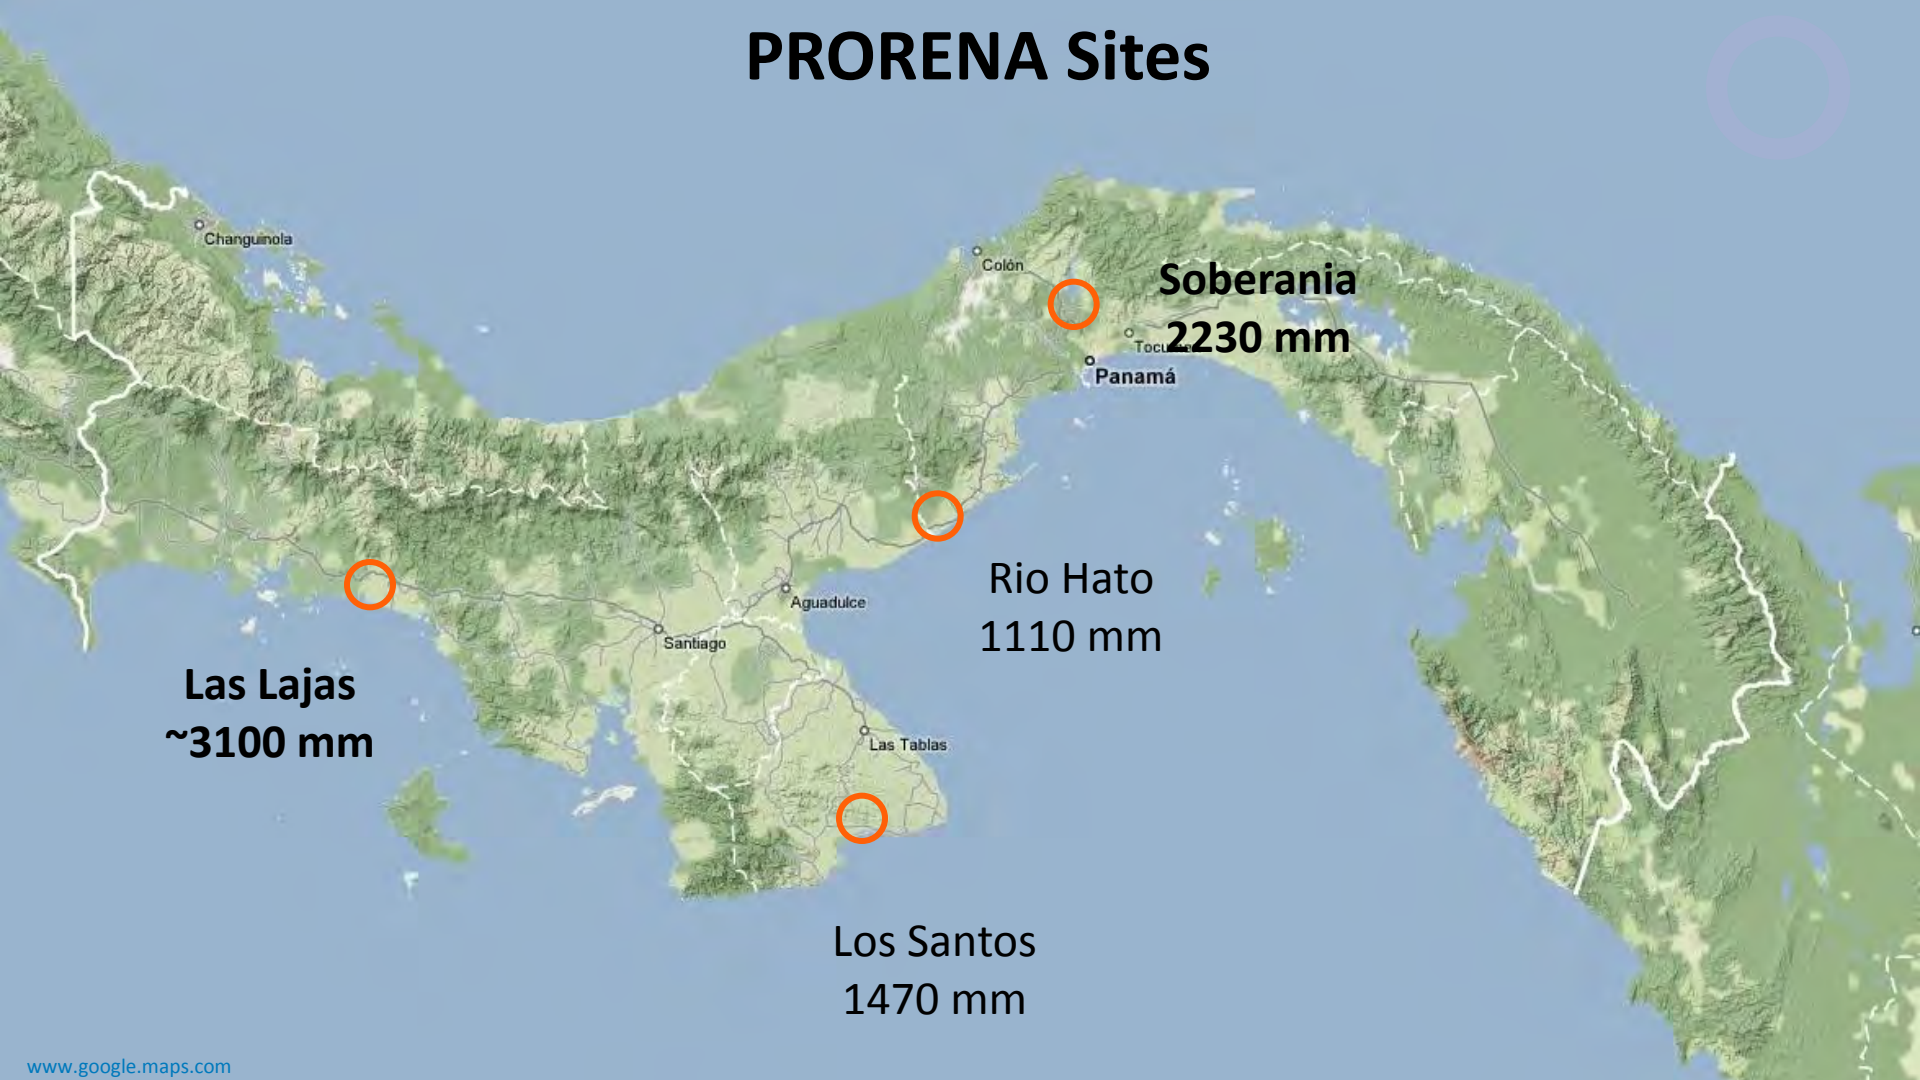 PRORENA Sites
Changuinola
Colón
Soberania
2230 mm
Panamá
Rio Hato
1110 mm
Aguadulce
Santiago
Las Lajas
~3100 mm
Las Tablas
Los Santos
1470 mm
www.google.maps.com